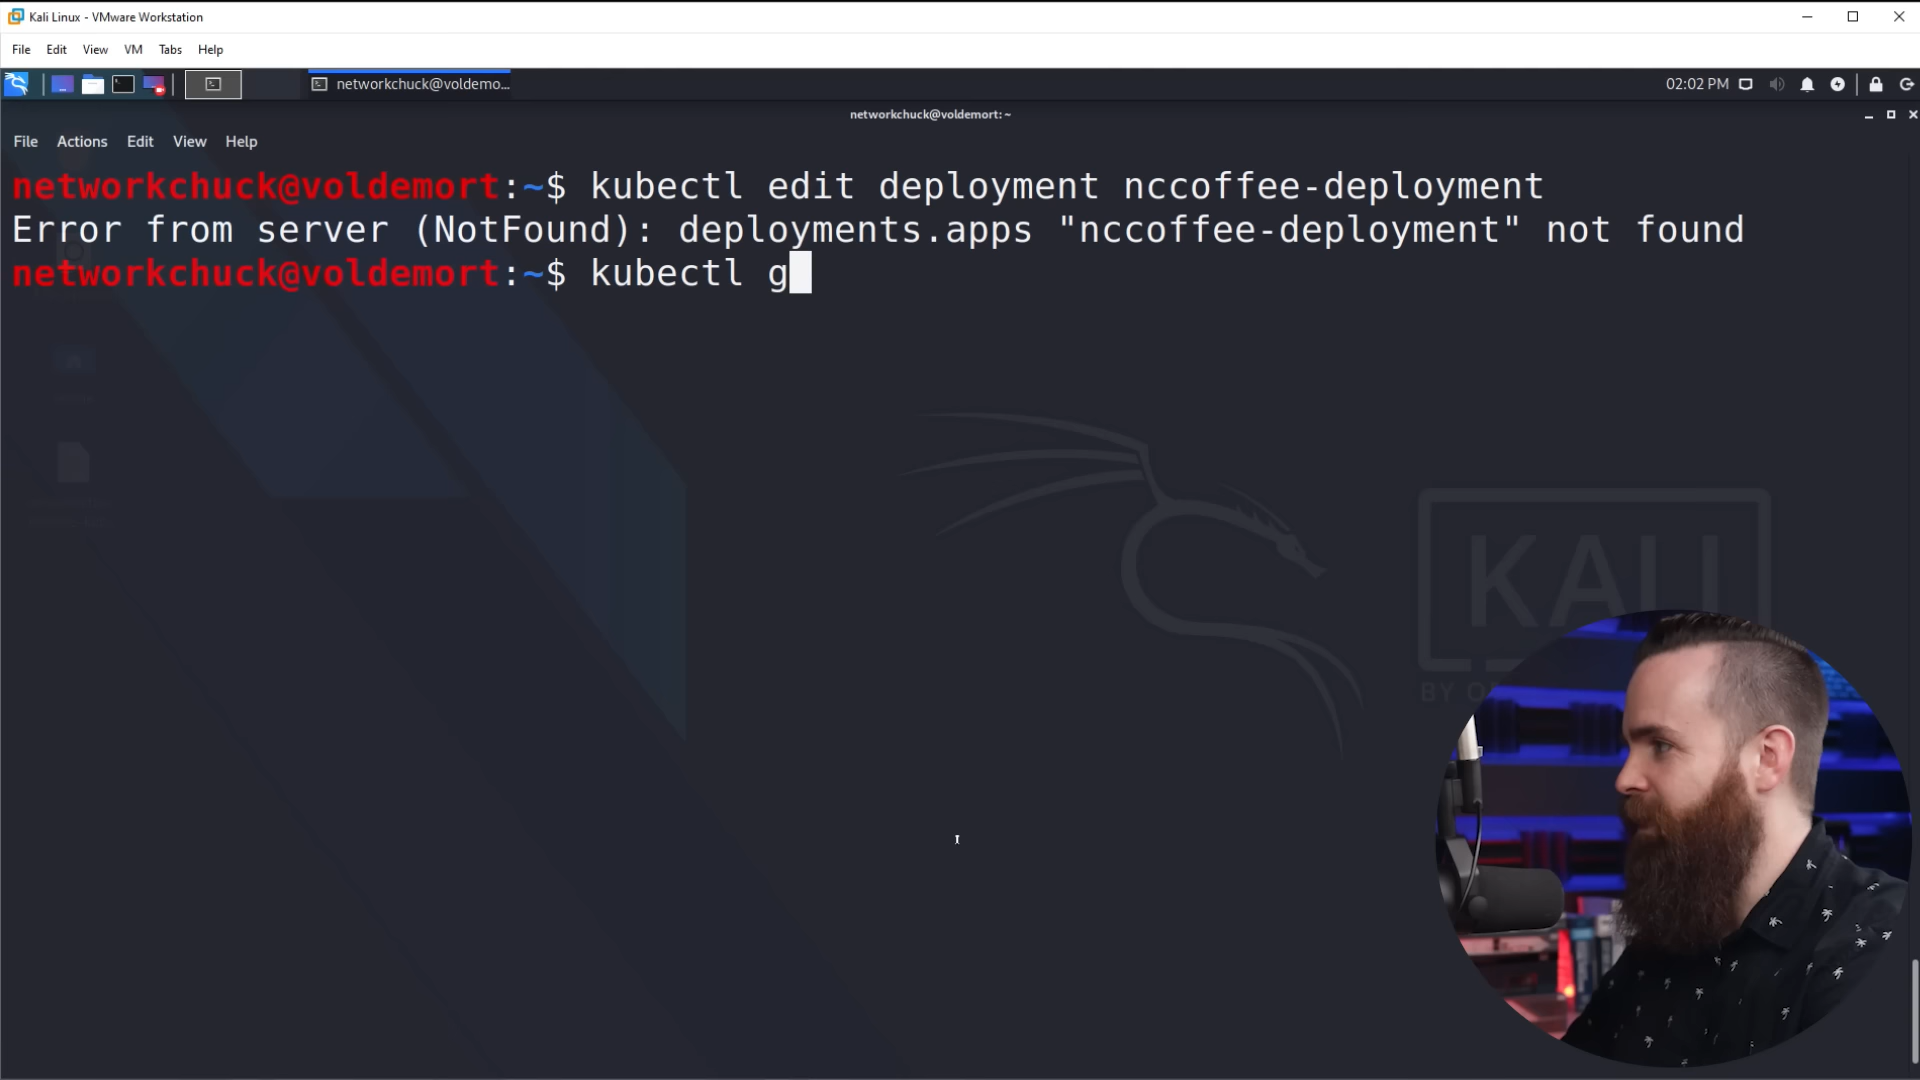 Kali Linux - VMware Workstation
File Edit View VM Tabs Help
networkchuck@voldemo... 02:02 PM
networkchuck@voldemort: ~
File Actions Edit View Help
networkchuck@voldemort:~$ kubectl edit deployment nccoffee-deployment
Error from server (NotFound): deployments.apps "nccoffee-deployment" not found
networkchuck@voldemort:~$ kubectl g
KALI
BY